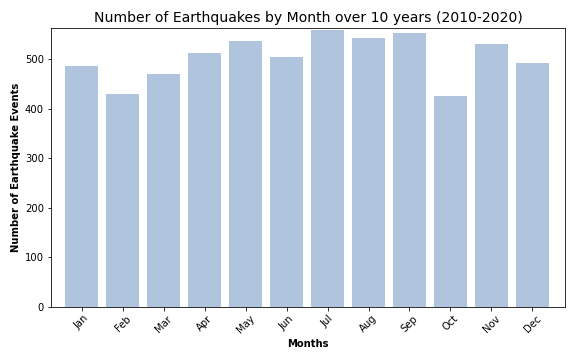 Number of Earthquakes by Month over 10 years (2010-2020)
Number of Earthquake Events
500
400
300
200
100
0
Jan Feb Mar Apr May Jun Jul Aug Sep Oct Nov Dec
Months